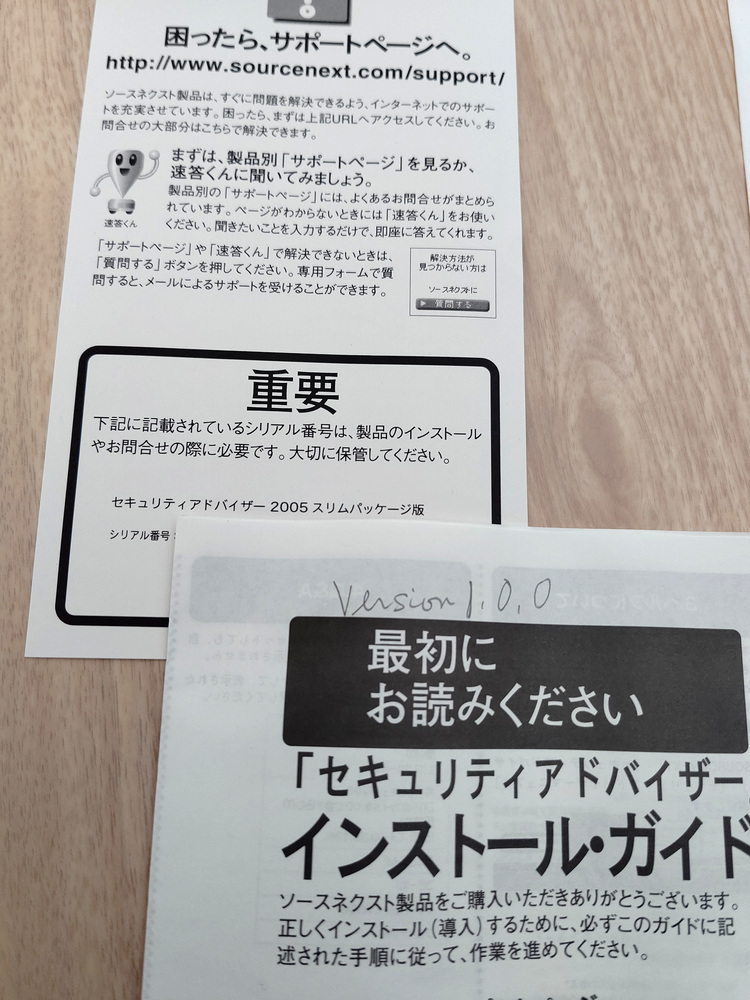 困ったら、サポートページへ。
http://www.sourcenext.com/support/
ソースネクスト製品は、すぐに問題を解決できるよう、インターネットでのサポー
トを充実させています。困ったら、まずは上記URLへアクセスしてください。お
問合せの大部分はこちらで解決できます。
まずは、製品別「サポートページ」を見るか、
速答くんに聞いてみましょう。
製品別の「サポートページ」には、よくあるお問合せがまとめら
れています。ページがわからないときには「速答くん」をお使い
ください。聞きたいことを入力するだけで、即座に答えてくれます。
速答くん
「サポートページ」や「速答くん」で解決できないときは、
「質問する」ボタンを押してください。専用フォームで質
問すると、メールによるサポートを受けることができます。
解決方法が
見つからない方は
ソースネクストに
質問する
重要
下記に記載されているシリアル番号は、製品のインストール
やお問合せの際に必要です。大切に保管してください。
セキュリティアドバイザー 2005 スリムパッケージ版
シリアル番号:
Version 1.0.0
最初に
お読みください
「セキュリティアドバイザー
インストール・ガイド
ソースネクスト製品をご購入いただきありがとうございます。
正しくインストール(導入)するために、必ずこのガイドに記
述された手順に従って、作業を進めてください。